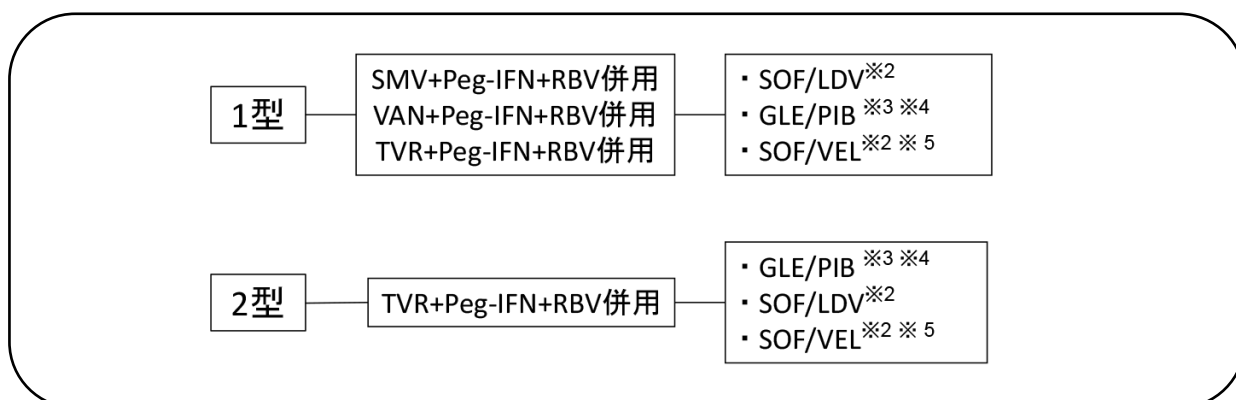 1型
SMV+Peg-IFN+RBV併用
VAN+Peg-IFN+RBV併用
TVR+Peg-IFN+RBV併用
・SOF/LDV※2
・GLE/PIB ※3 ※4
・SOF/VEL※2 ※ 5
2型
TVR+Peg-IFN+RBV併用
・GLE/PIB ※3 ※4
・SOF/LDV※2
・SOF/VEL※2 ※ 5